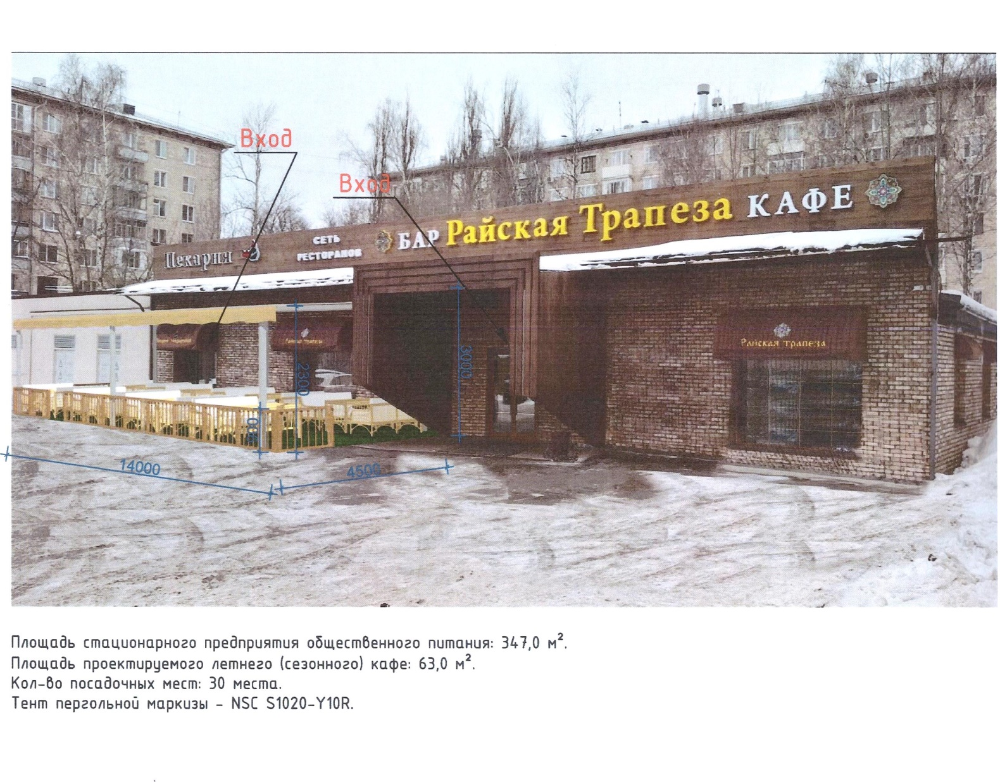 Вход
Вход
Пекарня
СЕТЬ
РЕСТОРАНОВ
БАР Райская Трапеза КАФЕ
Райская трапеза
Райская трапеза
2300
3000
14000
4500
Площадь стационарного предприятия общественного питания: 347,0 м².
Площадь проектируемого летнего (сезонного) кафе: 63,0 м².
Кол-во посадочных мест: 30 места.
Тент пергольной маркизы - NSC S1020-Y10R.